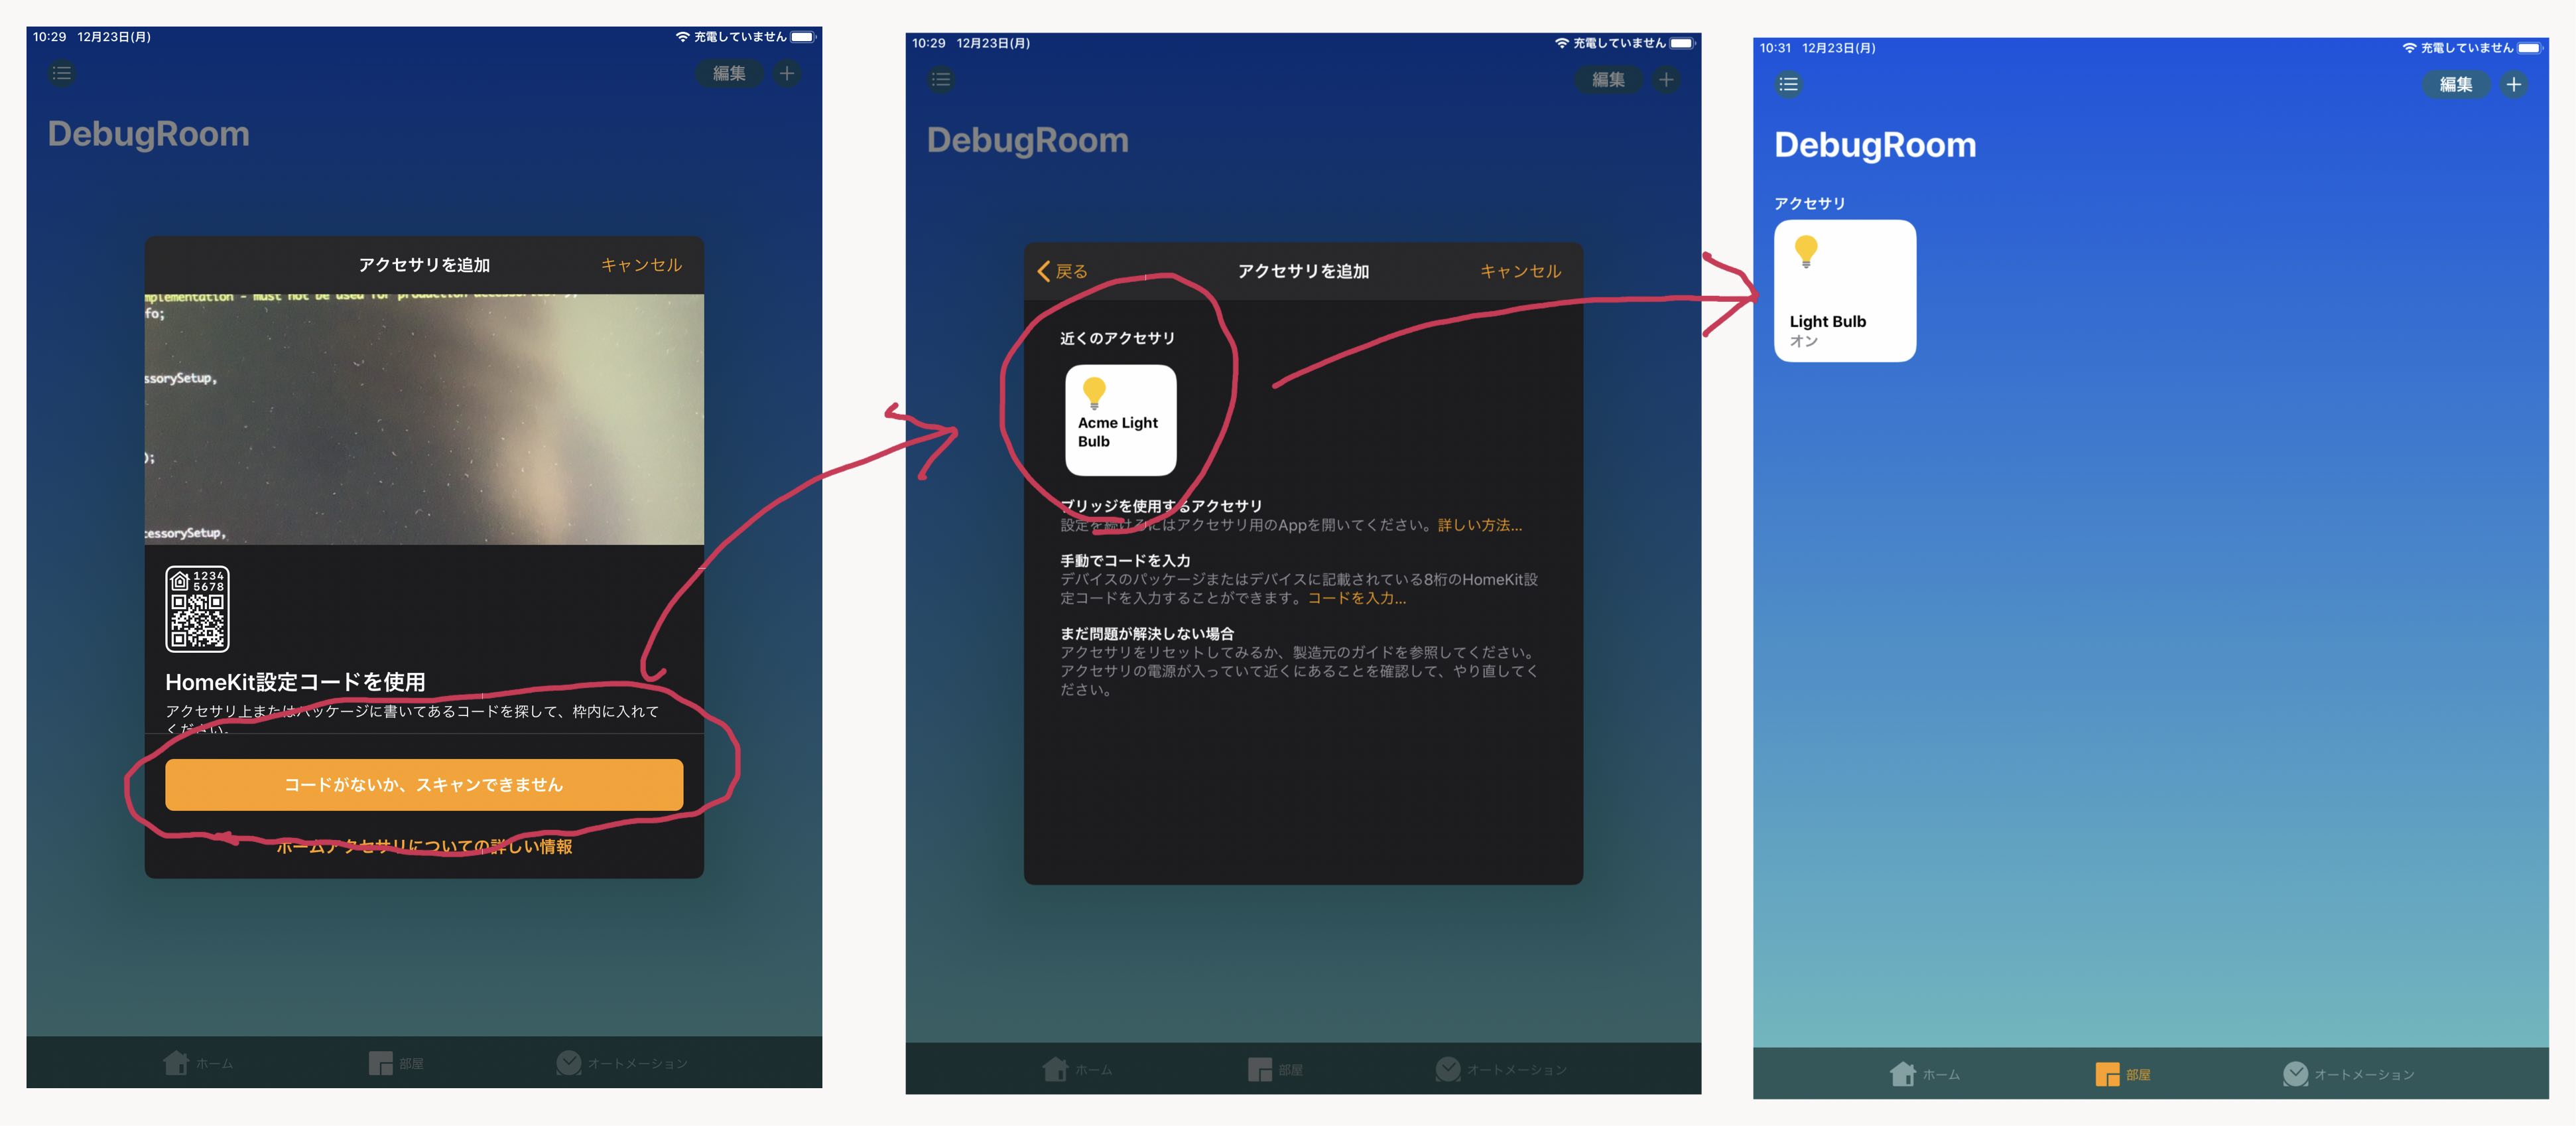 10:29 12月23日(月)
充電していません
編集
DebugRoom
アクセサリを追加
キャンセル
mplementation - must not be used for production
fo;
ssorySetup,
);
cessorySetup,
1234
5678
HomeKit設定コードを使用
アクセサリ上またはパッケージに書いてあるコードを探して、枠内に入れて
ください。
コードがないか、スキャンできません
ホームアクセサリについての詳しい情報
ホーム
部屋
オートメーション
10:29 12月23日(月)
充電していません
編集
DebugRoom
戻る
アクセサリを追加
キャンセル
近くのアクセサリ
Acme Light
Bulb
ブリッジを使用するアクセサリ
設定を続けるにはアクセサリ用のAppを開いてください。詳しい方法...
手動でコードを入力
デバイスのパッケージまたはデバイスに記載されている8桁のHomeKit設
定コードを入力することができます。コードを入力...
まだ問題が解決しない場合
アクセサリをリセットしてみるか、製造元のガイドを参照してください。
アクセサリの電源が入っていて近くにあることを確認して、やり直してく
ださい。
ホーム
部屋
オートメーション
10:31 12月23日(月)
充電していません
編集
DebugRoom
アクセサリ
Light Bulb
オン
ホーム
部屋
オートメーション